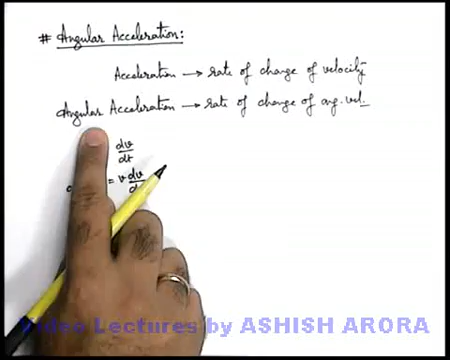 # Angular Acceleration:
Acceleration → rate of change of velocity
Angular Acceleration → rate of change of ang. vel.
dv
dt
= v dv
Video Lectures by ASHISH ARORA